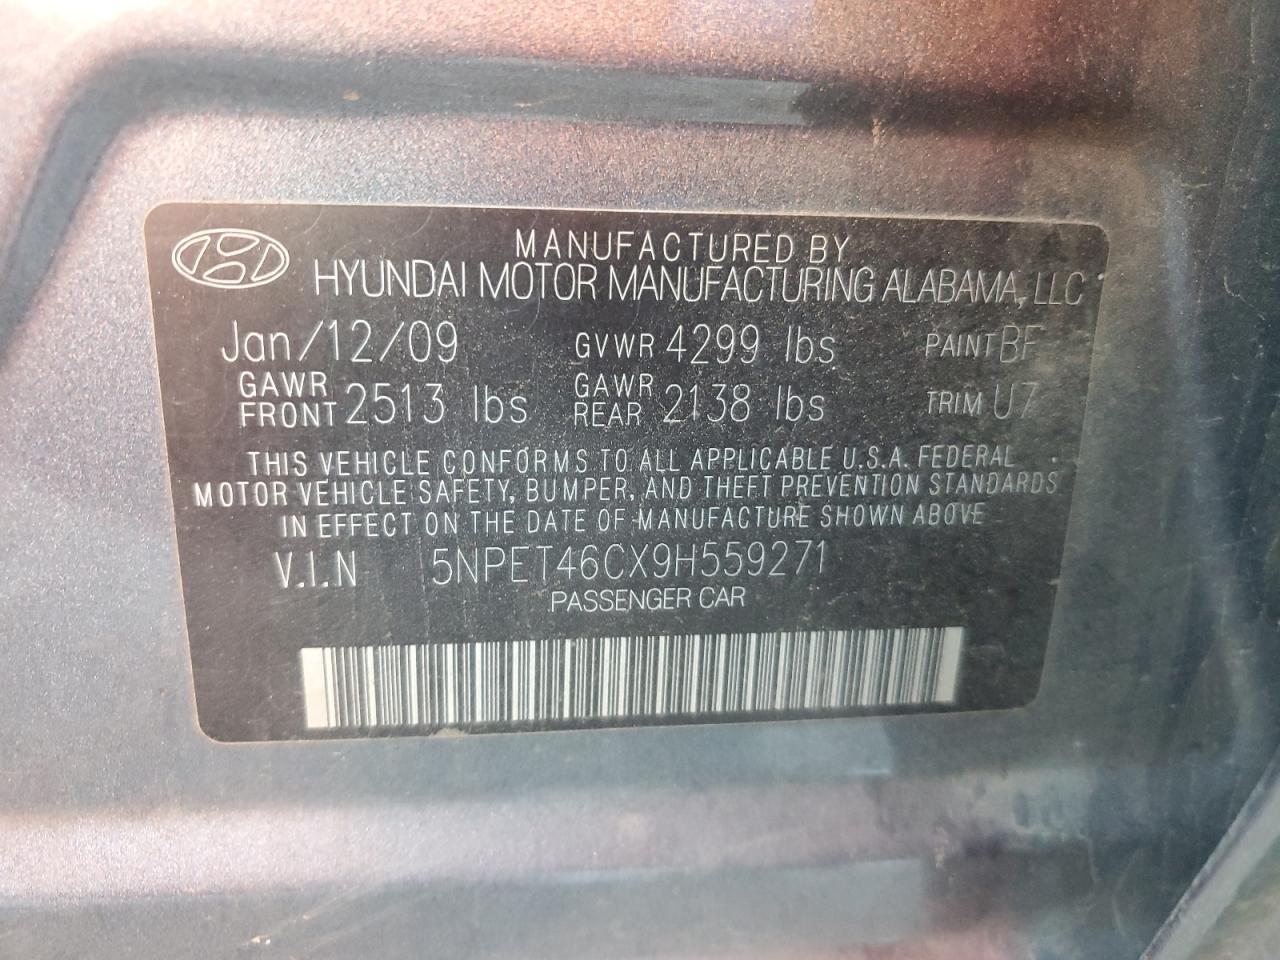 MANUFACTURED BY
HYUNDAI MOTOR MANUFACTURING ALABAMA, LLC
Jan/12/09 GVWR 4299 lbs PAINT BF
GAWR FRONT 2513 lbs GAWR REAR 2138 lbs TRIM U7
THIS VEHICLE CONFORMS TO ALL APPLICABLE U.S.A. FEDERAL
MOTOR VEHICLE SAFETY, BUMPER, AND THEFT PREVENTION STANDARDS
IN EFFECT ON THE DATE OF MANUFACTURE SHOWN ABOVE
V.I.N 5NPET46CX9H559271
PASSENGER CAR